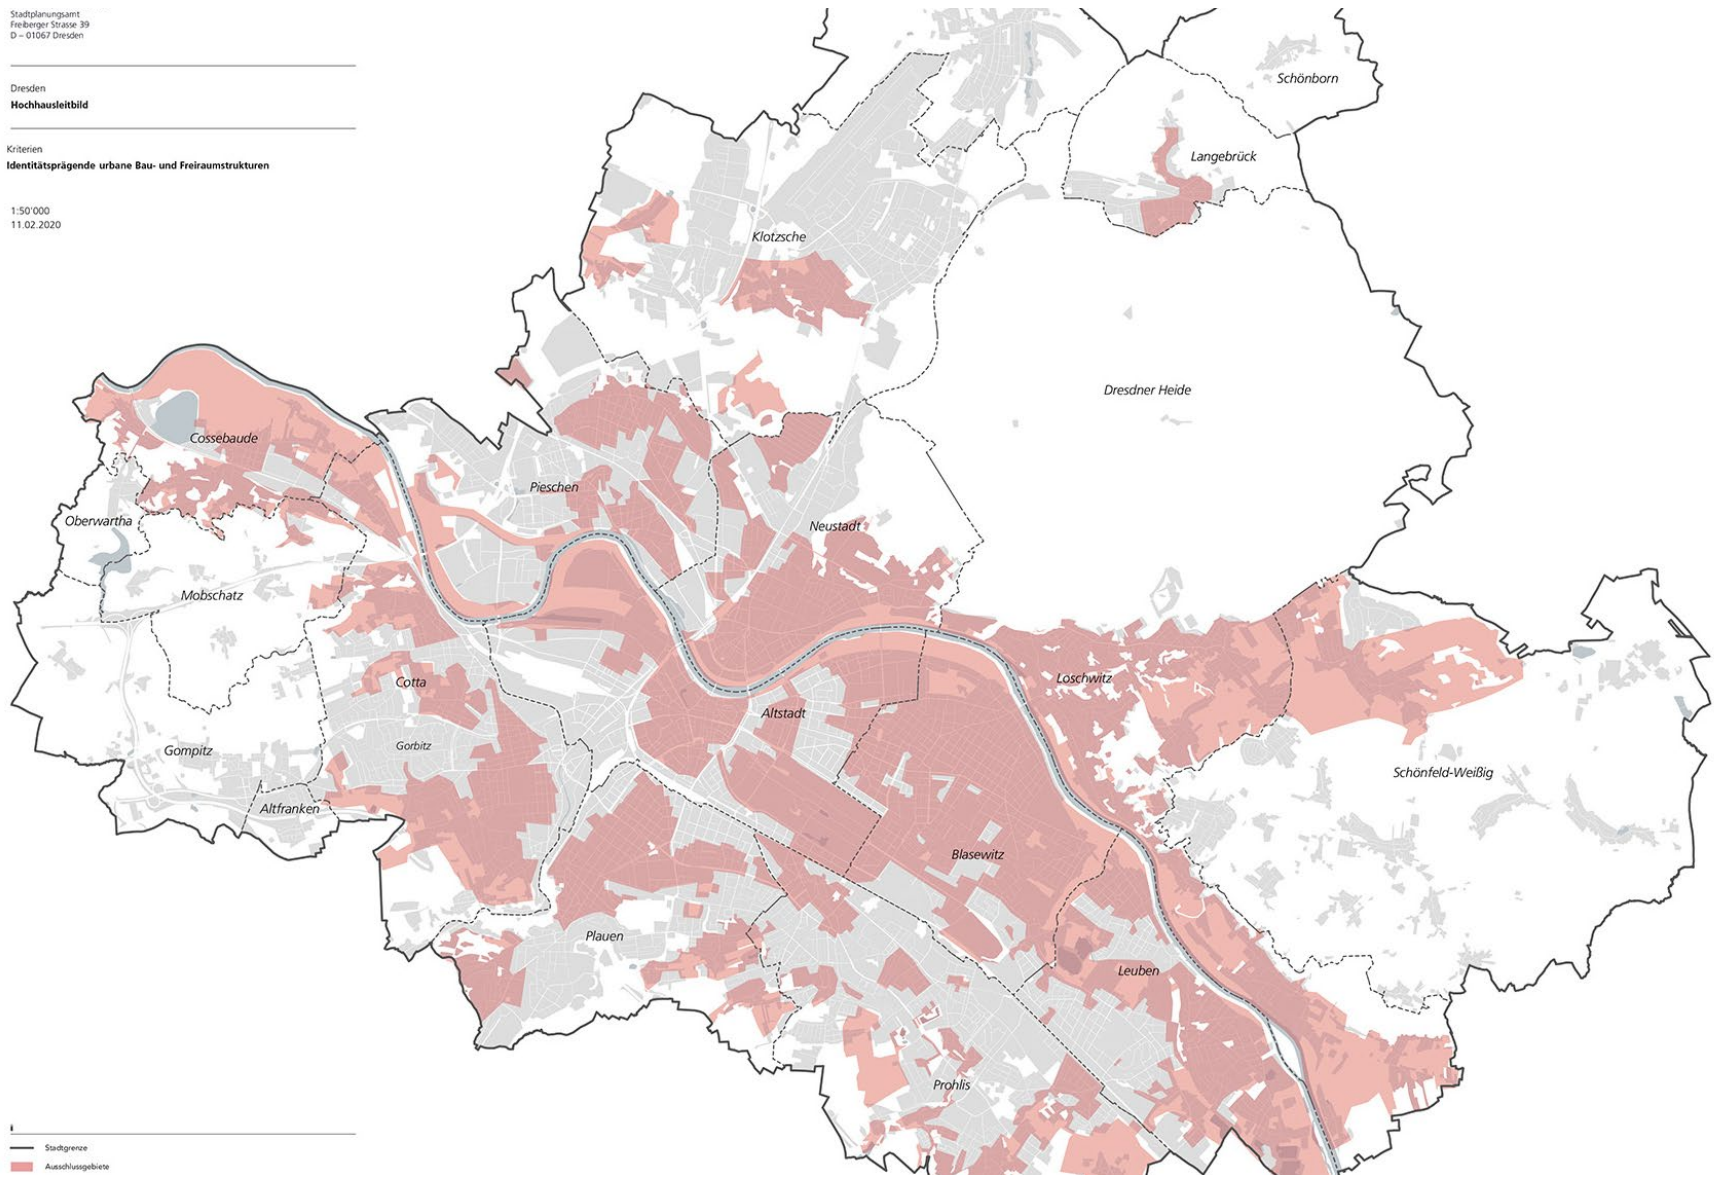 Stadtplanungsamt
Freiberger Strasse 39
D – 01067 Dresden
Dresden
Hochhausleitbild
Kriterien
Identitätsprägende urbane Bau- und Freiraumstrukturen
1:50'000
11.02.2020
Schönborn
Langebrück
Klotzsche
Dresdner Heide
Cossebaude
Pieschen
Oberwartha
Neustadt
Mobschatz
Loschwitz
Cotta
Altstadt
Gorbitz
Gompitz
Schönfeld-Weißig
Altfranken
Blasewitz
Plauen
Leuben
Prohlis
Stadtgrenze
Ausschlussgebiete